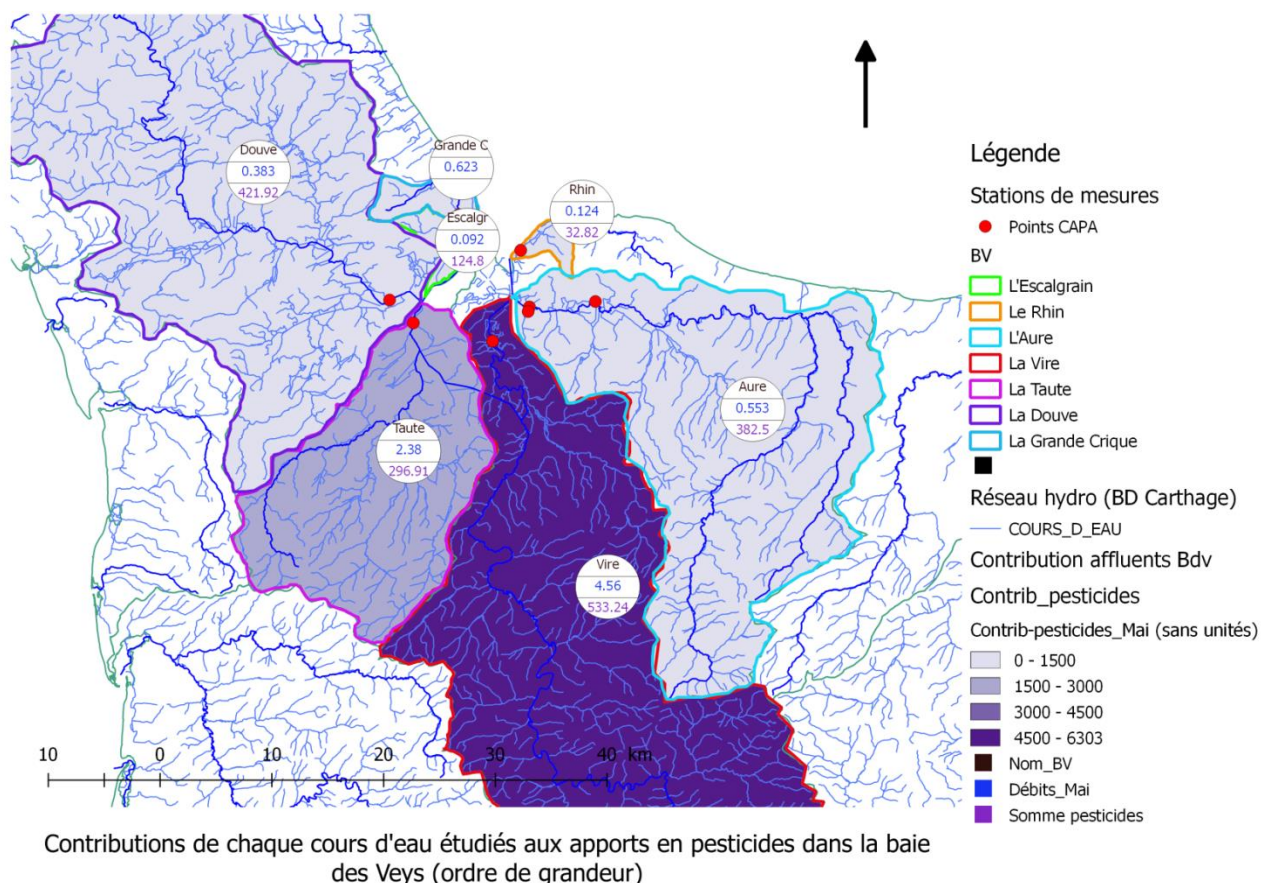 Douve
0.383
421.92
Grande C
0.623
Escalgr
0.092
124.8
Rhin
0.124
32.82
Aure
0.553
382.5
Taute
2.38
296.91
Vire
4.56
533.24
10 0 10 20 30 40 km
Légende
Stations de mesures
Points CAPA
BV
L'Escalgrain
Le Rhin
L'Aure
La Vire
La Taute
La Douve
La Grande Crique
Réseau hydro (BD Carthage)
COURS_D_EAU
Contribution affluents Bdv
Contrib_pesticides
Contrib-pesticides_Mai (sans unités)
0 - 1500
1500 - 3000
3000 - 4500
4500 - 6303
Nom_BV
Débits_Mai
Somme pesticides
Contributions de chaque cours d'eau étudiés aux apports en pesticides dans la baie
des Veys (ordre de grandeur)